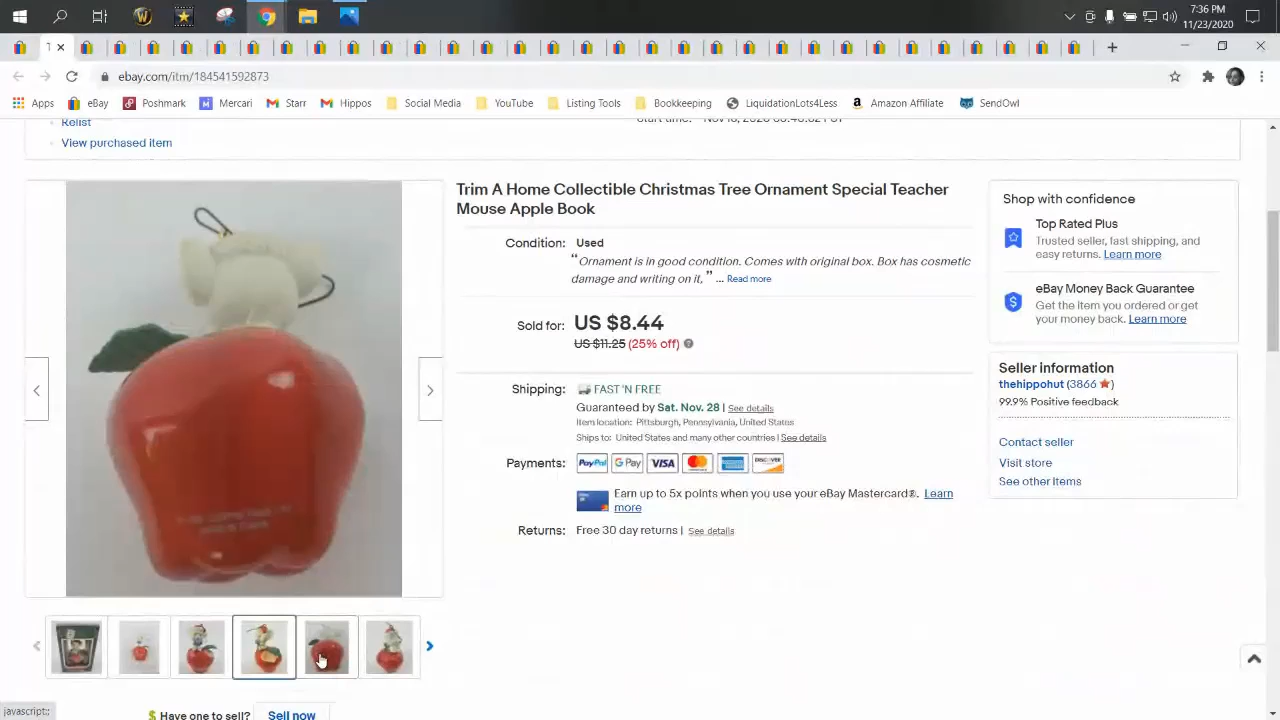 7:36 PM
11/23/2020
T
ebay.com/itm/184541592873
Apps eBay Poshmark Mercari Starr Hippos Social Media YouTube Listing Tools Bookkeeping LiquidationLots4Less Amazon Affiliate SendOwl
Relist
View purchased item
Trim A Home Collectible Christmas Tree Ornament Special Teacher
Mouse Apple Book
Condition: Used
“Ornament is in good condition. Comes with original box. Box has cosmetic
damage and writing on it,” ... Read more
Sold for: US $8.44
US $11.25 (25% off)
Shipping: FAST 'N FREE
Guaranteed by Sat. Nov. 28 | See details
Item location: Pittsburgh, Pennsylvania, United States
Ships to: United States and many other countries | See details
Payments: PayPal G Pay VISA
Earn up to 5x points when you use your eBay Mastercard®. Learn
more
Returns: Free 30 day returns | See details
Shop with confidence
Top Rated Plus
Trusted seller, fast shipping, and
easy returns. Learn more
eBay Money Back Guarantee
Get the item you ordered or get
your money back. Learn more
Seller information
thehippohut (3866)
99.9% Positive feedback
Contact seller
Visit store
See other items
javascript:;
Have one to sell? Sell now